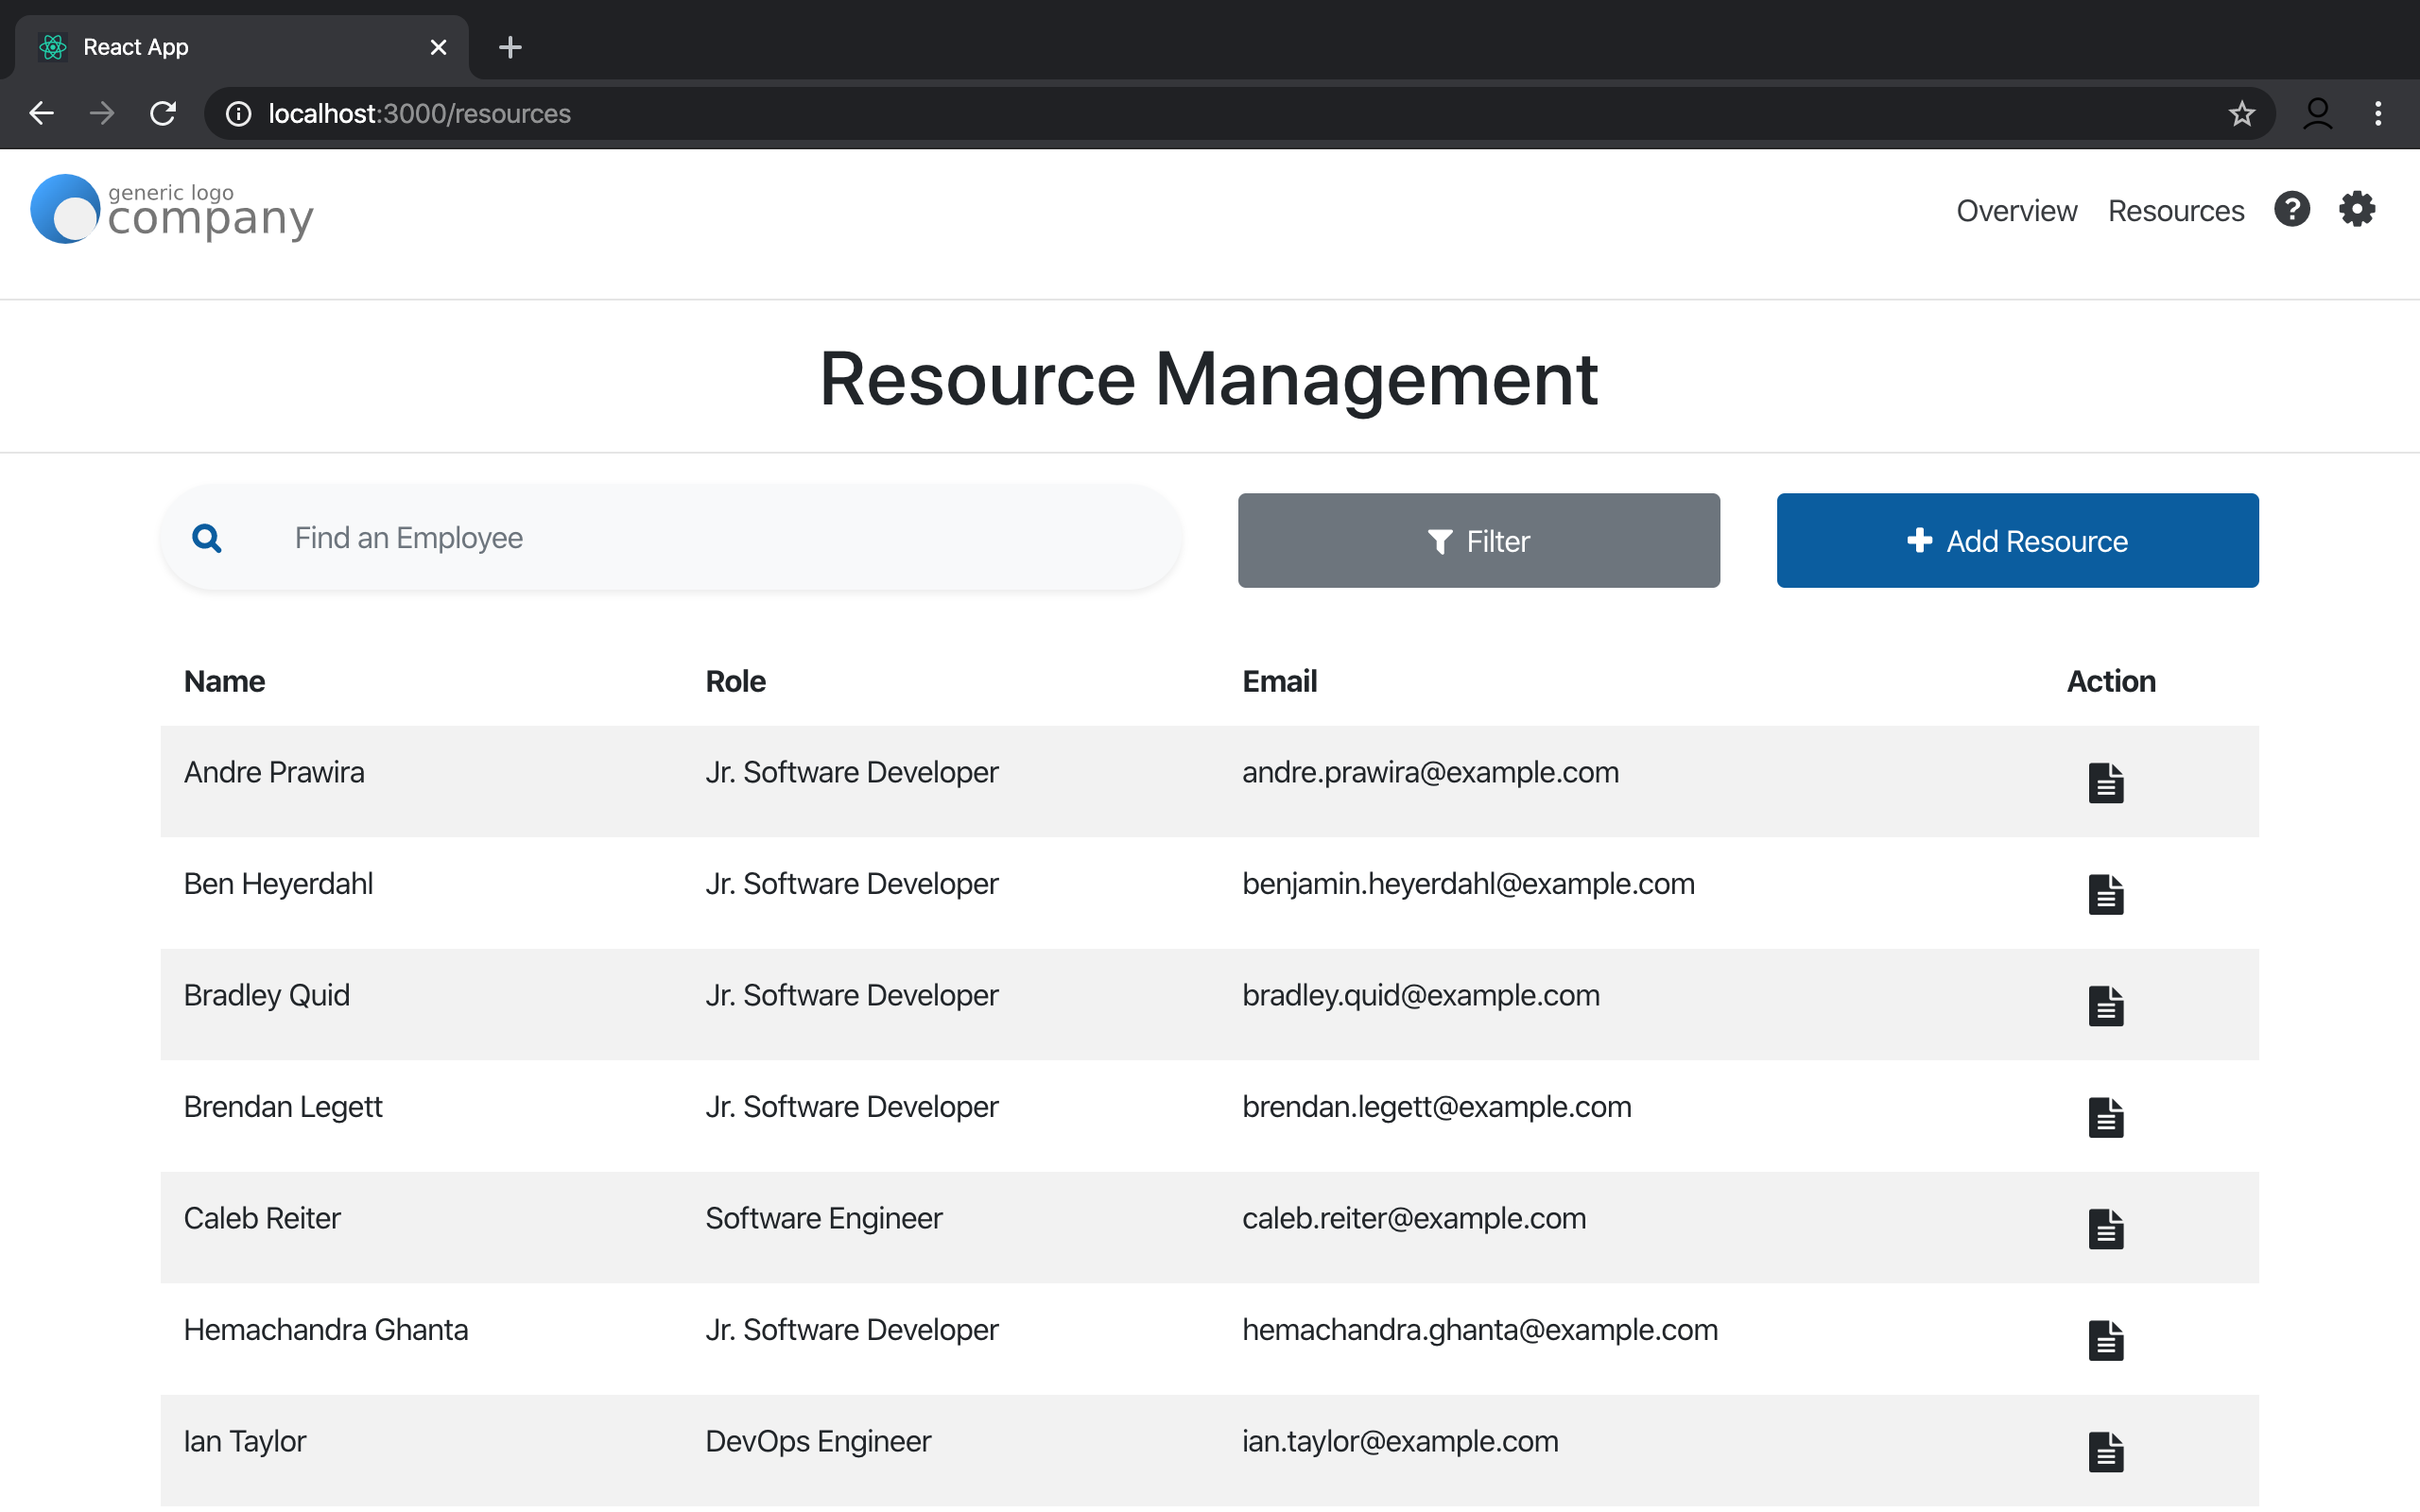 React App
localhost:3000/resources
generic logo
company
Overview Resources
Resource Management
Find an Employee
Filter
Add Resource
Name Role Email Action
Andre Prawira Jr. Software Developer andre.prawira@example.com
Ben Heyerdahl Jr. Software Developer benjamin.heyerdahl@example.com
Bradley Quid Jr. Software Developer bradley.quid@example.com
Brendan Legett Jr. Software Developer brendan.legett@example.com
Caleb Reiter Software Engineer caleb.reiter@example.com
Hemachandra Ghanta Jr. Software Developer hemachandra.ghanta@example.com
Ian Taylor DevOps Engineer ian.taylor@example.com